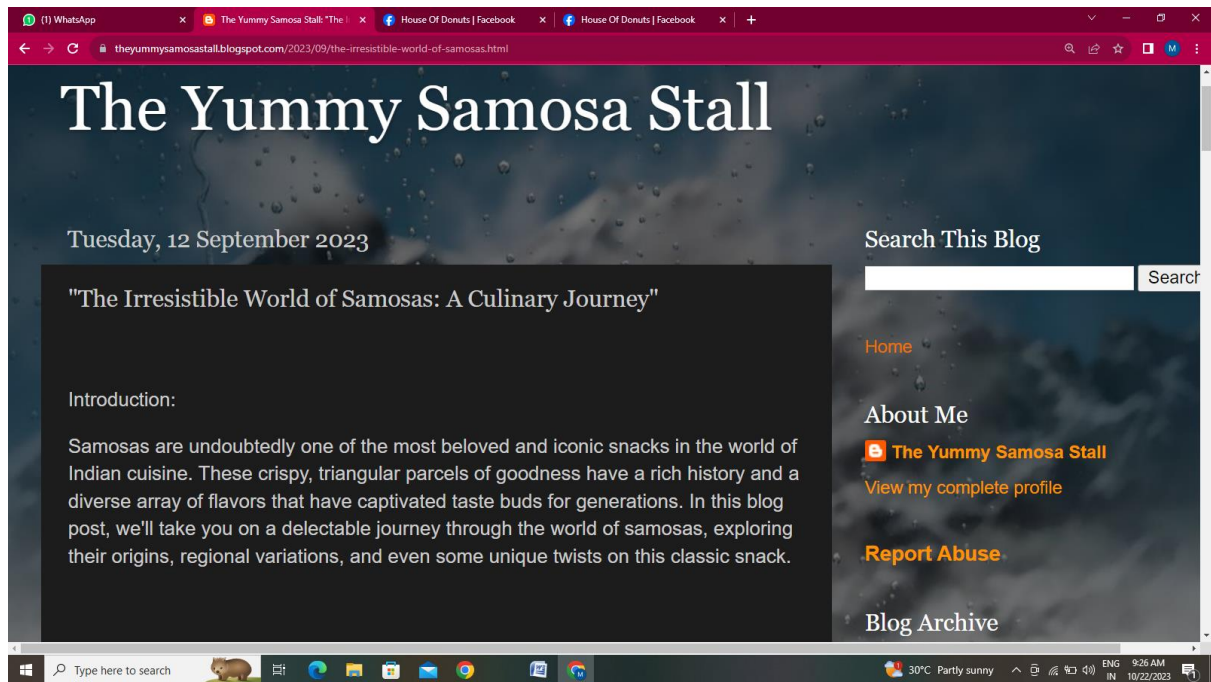 (1) WhatsApp
The Yummy Samosa Stall: "The I
House Of Donuts | Facebook
House Of Donuts | Facebook
theyummysamosastall.blogspot.com/2023/09/the-irresistible-world-of-samosas.html
M
The Yummy Samosa Stall
Tuesday, 12 September 2023
"The Irresistible World of Samosas: A Culinary Journey"
Introduction:
Samosas are undoubtedly one of the most beloved and iconic snacks in the world of
Indian cuisine. These crispy, triangular parcels of goodness have a rich history and a
diverse array of flavors that have captivated taste buds for generations. In this blog
post, we'll take you on a delectable journey through the world of samosas, exploring
their origins, regional variations, and even some unique twists on this classic snack.
Search This Blog
Search
Home
About Me
The Yummy Samosa Stall
View my complete profile
Report Abuse
Blog Archive
Type here to search
30°C Partly sunny
ENG
IN
9:26 AM
10/22/2023